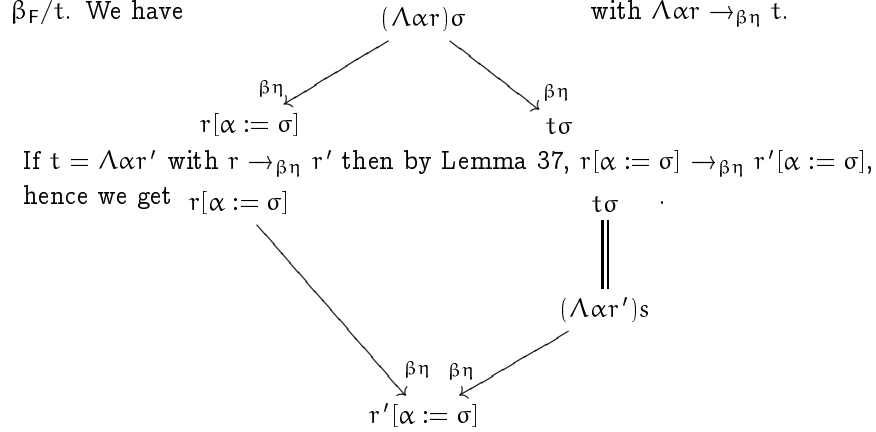 β_F/t. We have (Λαr)σ with Λαr →_βη t.
βη βη
r[α := σ] tσ
If t = Λαr′ with r →_βη r′ then by Lemma 37, r[α := σ] →_βη r′[α := σ],
hence we get r[α := σ] tσ .
(Λαr′)s
βη βη
r′[α := σ]